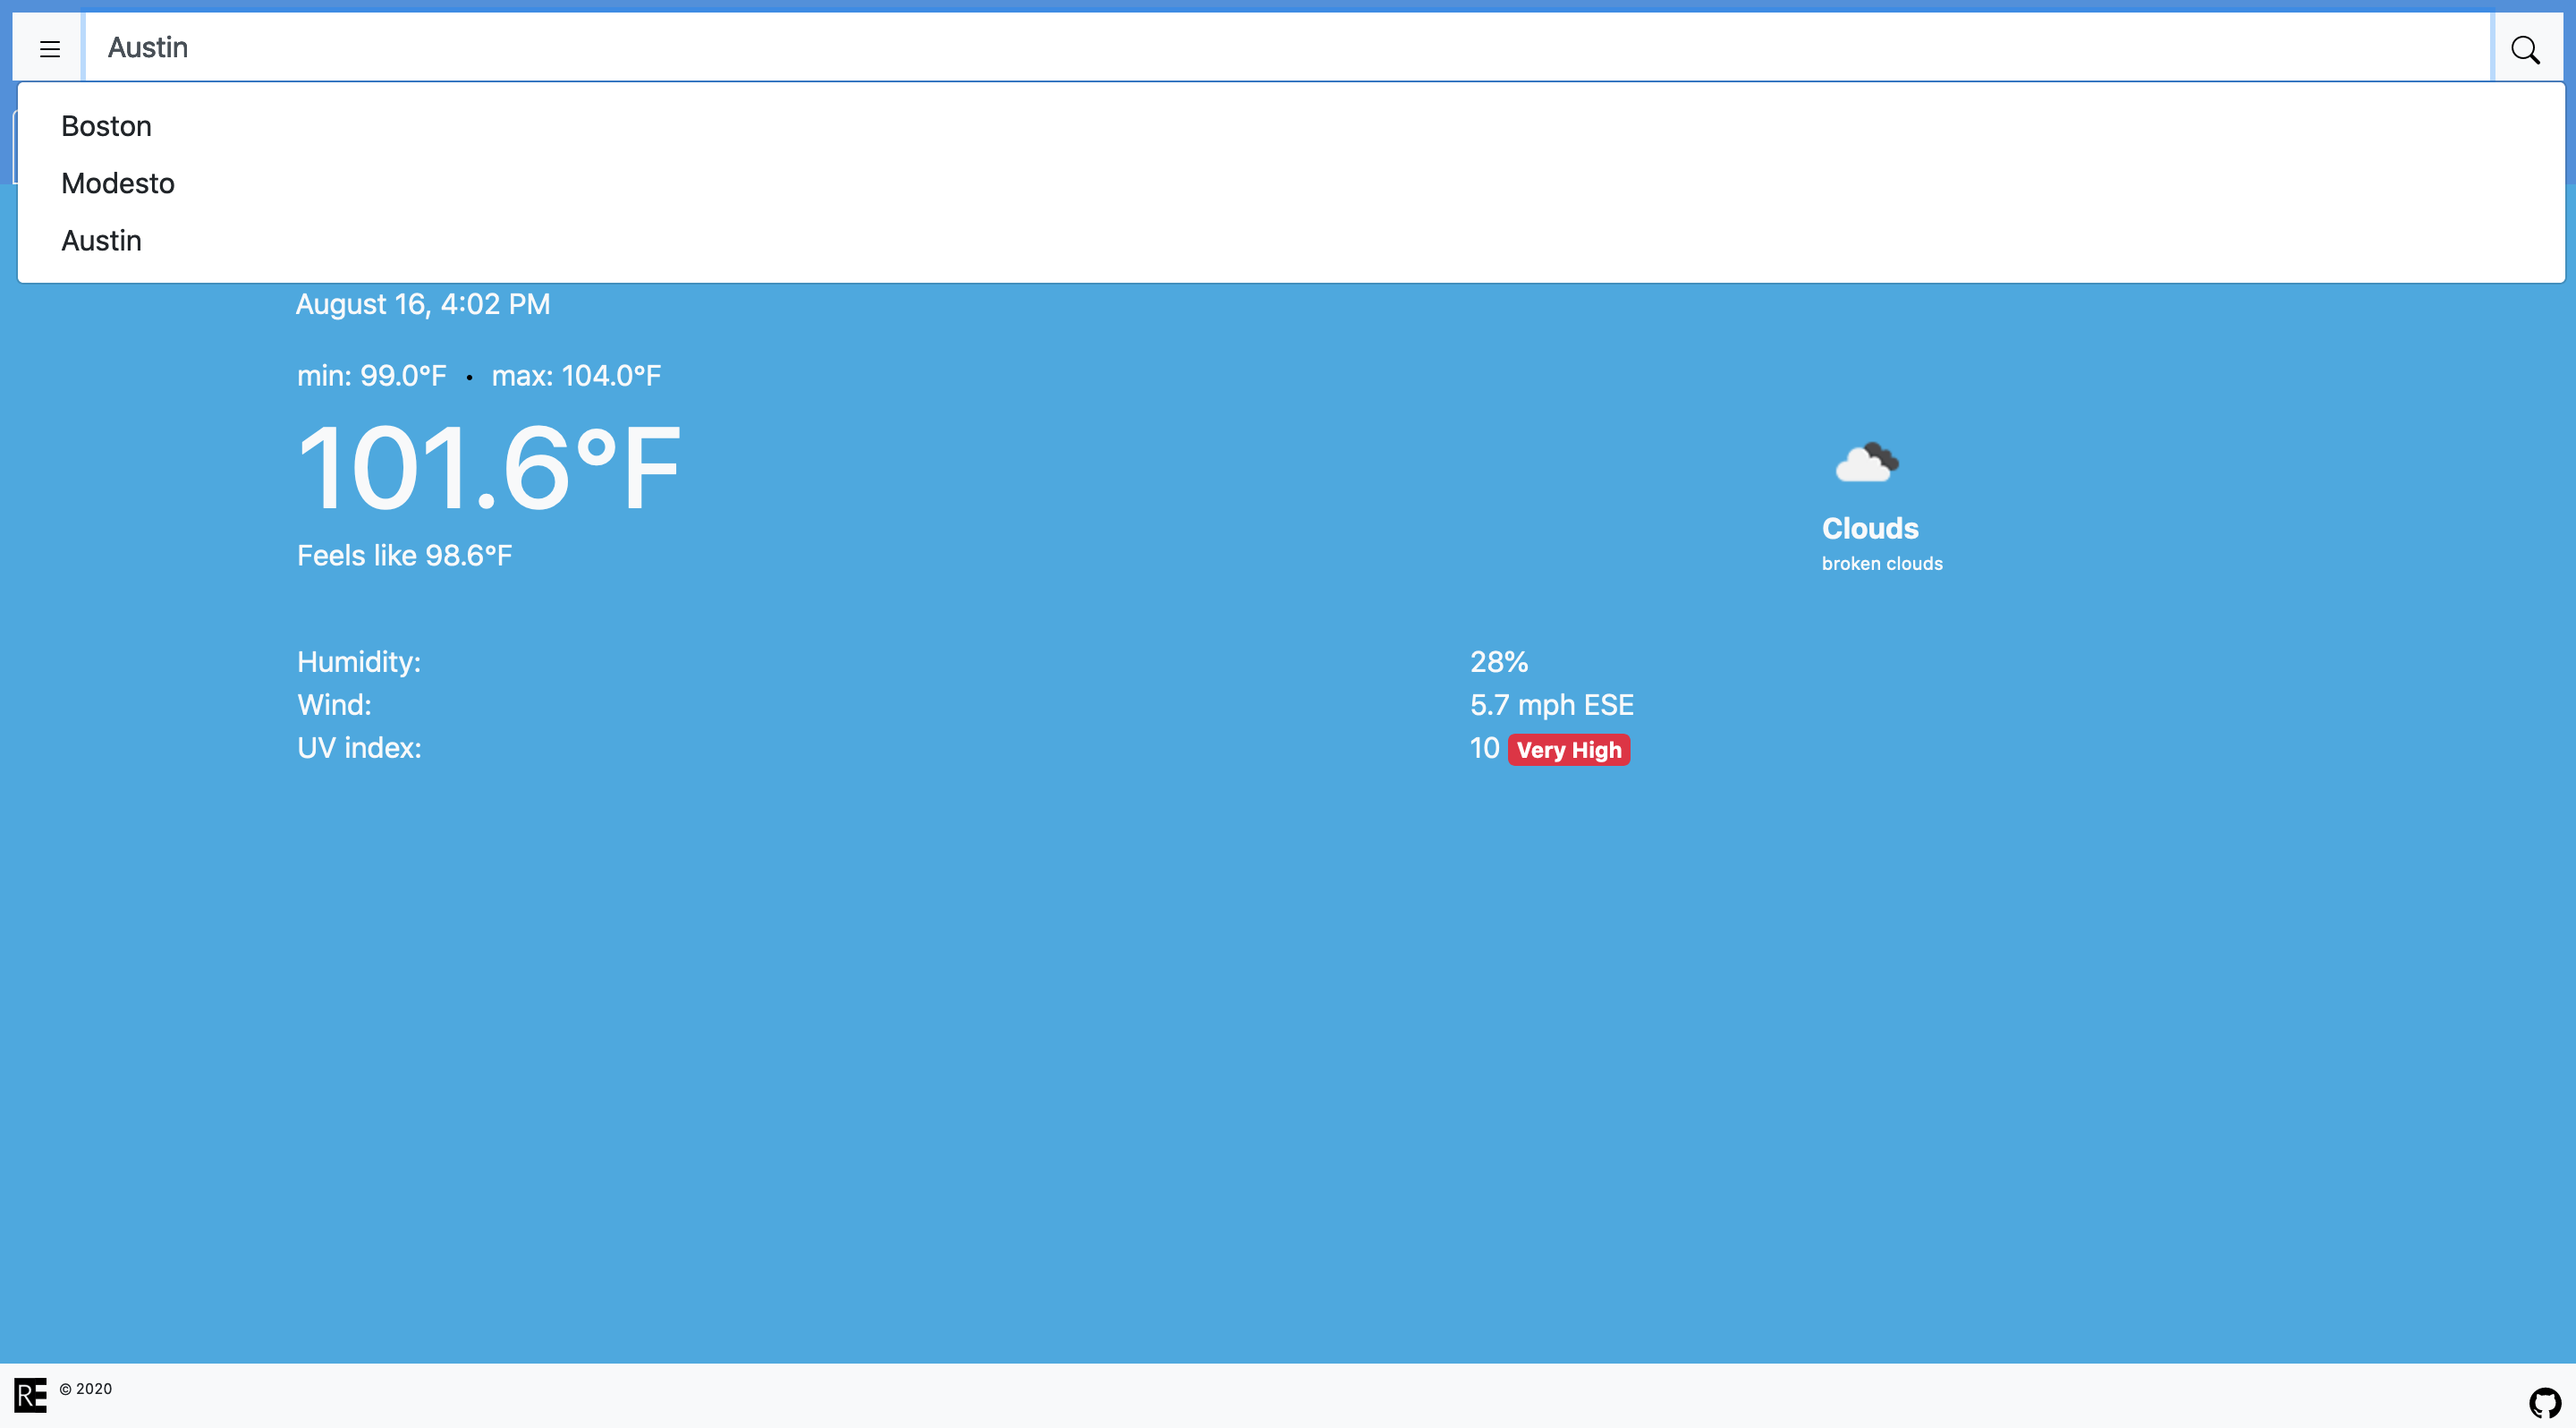 Austin
Boston
Modesto
Austin
August 16, 4:02 PM
min: 99.0°F • max: 104.0°F
101.6°F
Feels like 98.6°F
Clouds
broken clouds
Humidity: 28%
Wind: 5.7 mph ESE
UV index: 10 Very High
RE © 2020